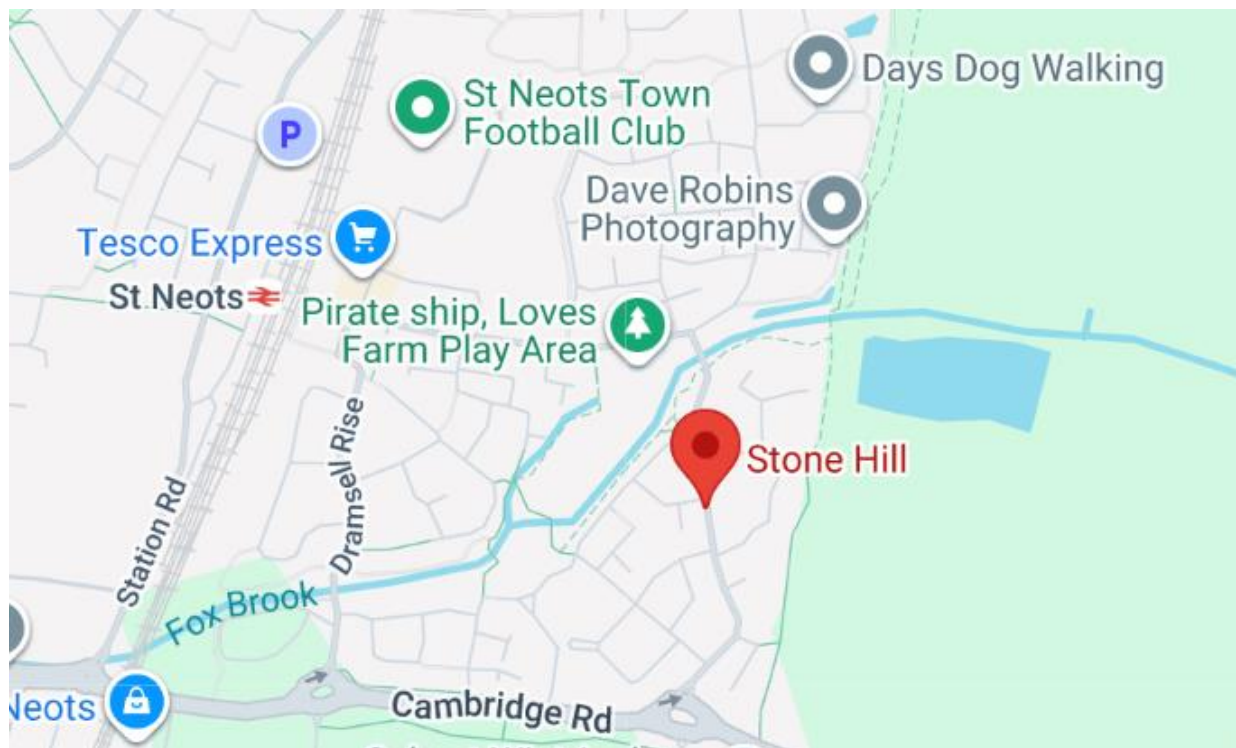 Days Dog Walking
St Neots Town
Football Club
P
Dave Robins
Photography
Tesco Express
St Neots
Pirate ship, Loves
Farm Play Area
Stone Hill
Dramsell Rise
Station Rd
Fox Brook
Neots
Cambridge Rd